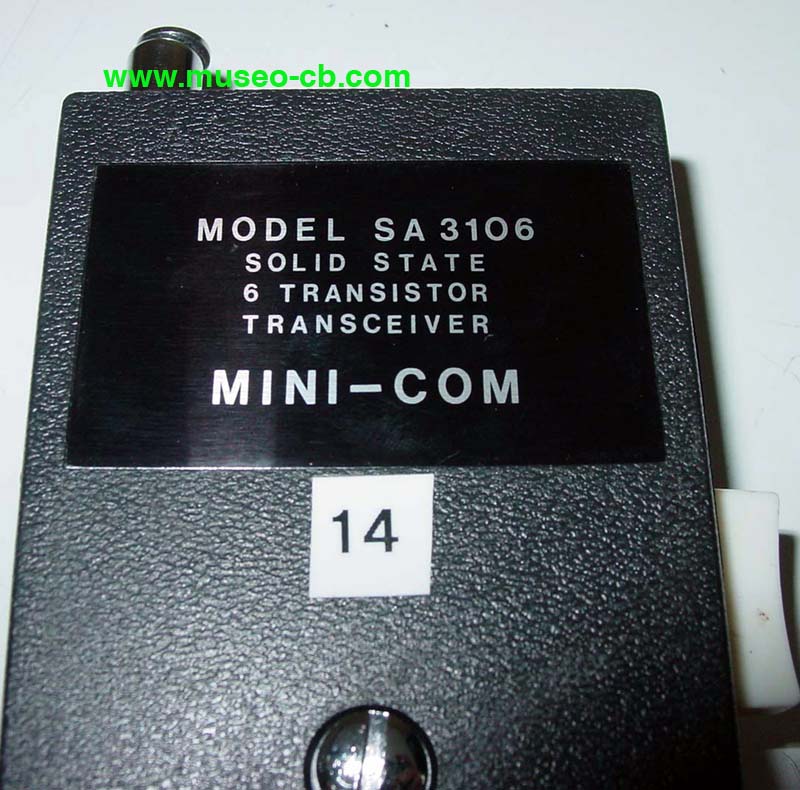 www.museo-cb.com
MODEL SA 3106
SOLID STATE
6 TRANSISTOR
TRANSCEIVER
MINI-COM
14